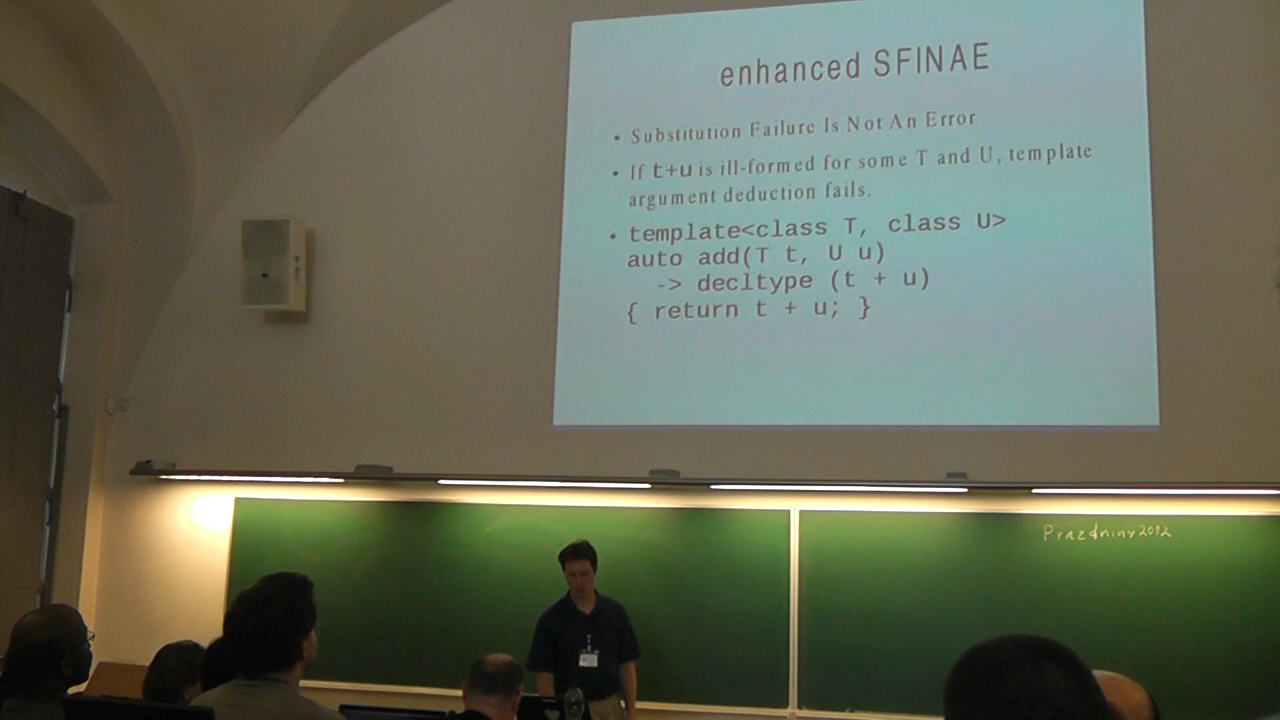 enhanced SFINAE
• Substitution Failure Is Not An Error
• If t+u is ill-formed for some T and U, template
argument deduction fails.
• template<class T, class U>
auto add(T t, U u)
-> decltype (t + u)
{ return t + u; }
Prazdniny2012